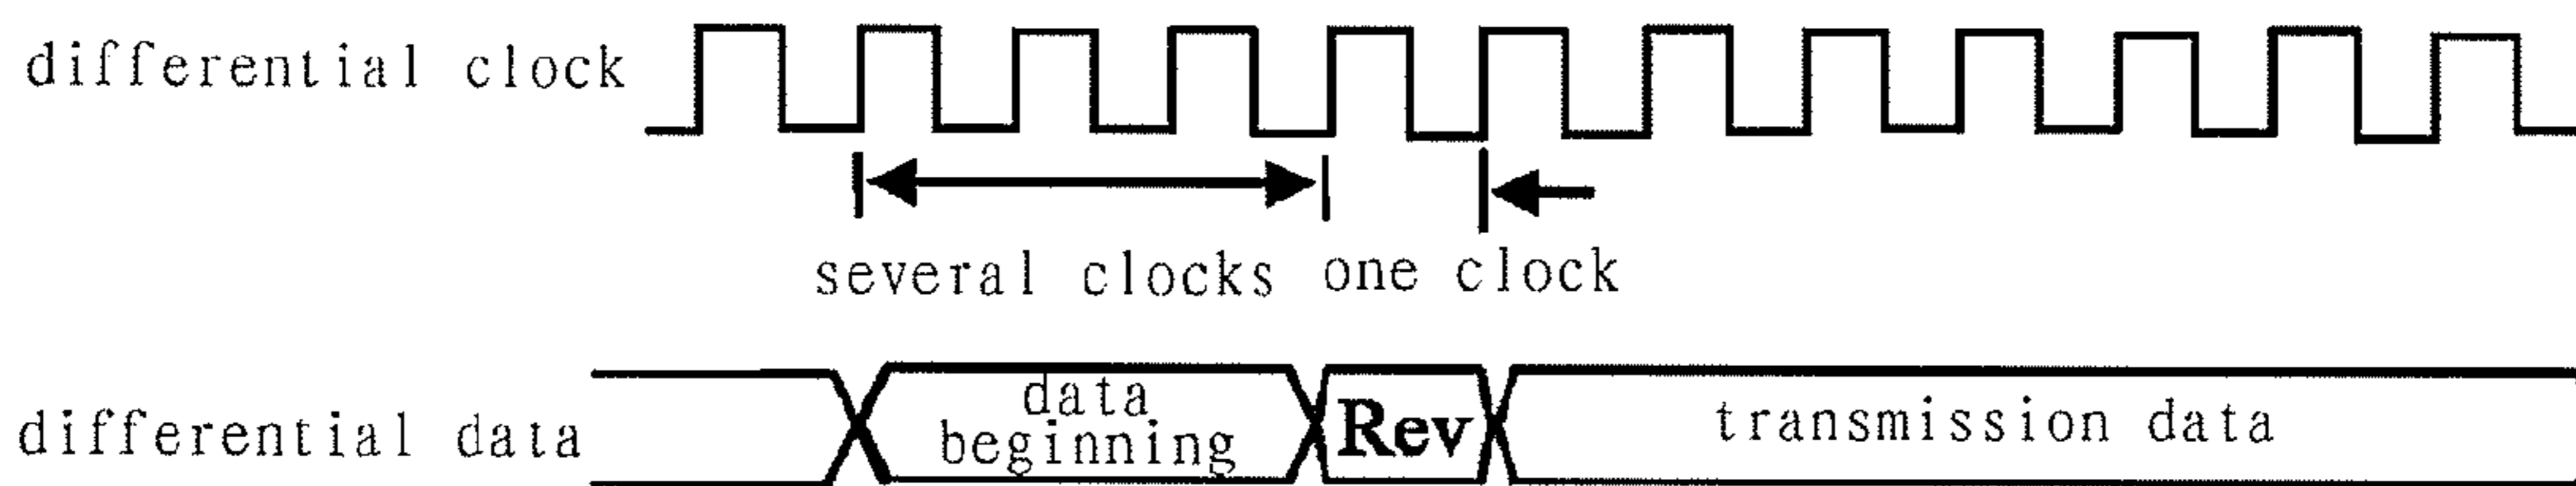 differential clock
several clocks one clock
data
beginning
Rev
transmission data
differential data